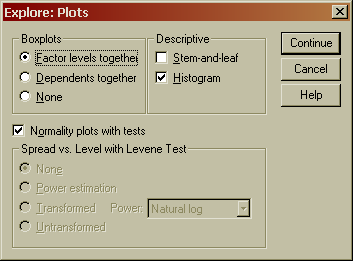 Explore: Plots
Boxplots
Factor levels together
Dependents together
None
Descriptive
Stem-and-leaf
Histogram
Continue
Cancel
Help
Normality plots with tests
Spread vs. Level with Levene Test
None
Power estimation
Transformed Power: Natural log
Untransformed